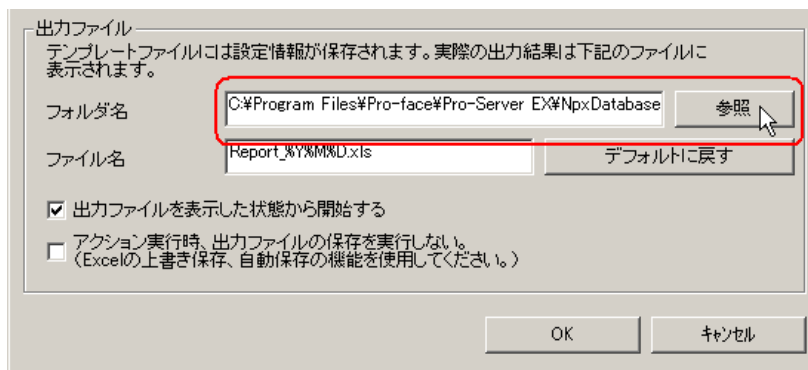 出力ファイル
テンプレートファイルには設定情報が保存されます。実際の出力結果は下記のファイルに
表示されます。
フォルダ名 C:¥Program Files¥Pro-face¥Pro-Server EX¥NpxDatabase 参照
ファイル名 Report_%Y%M%D.xls デフォルトに戻す
出力ファイルを表示した状態から開始する
アクション実行時、出力ファイルの保存を実行しない。
(Excelの上書き保存、自動保存の機能を使用してください。)
OK キャンセル